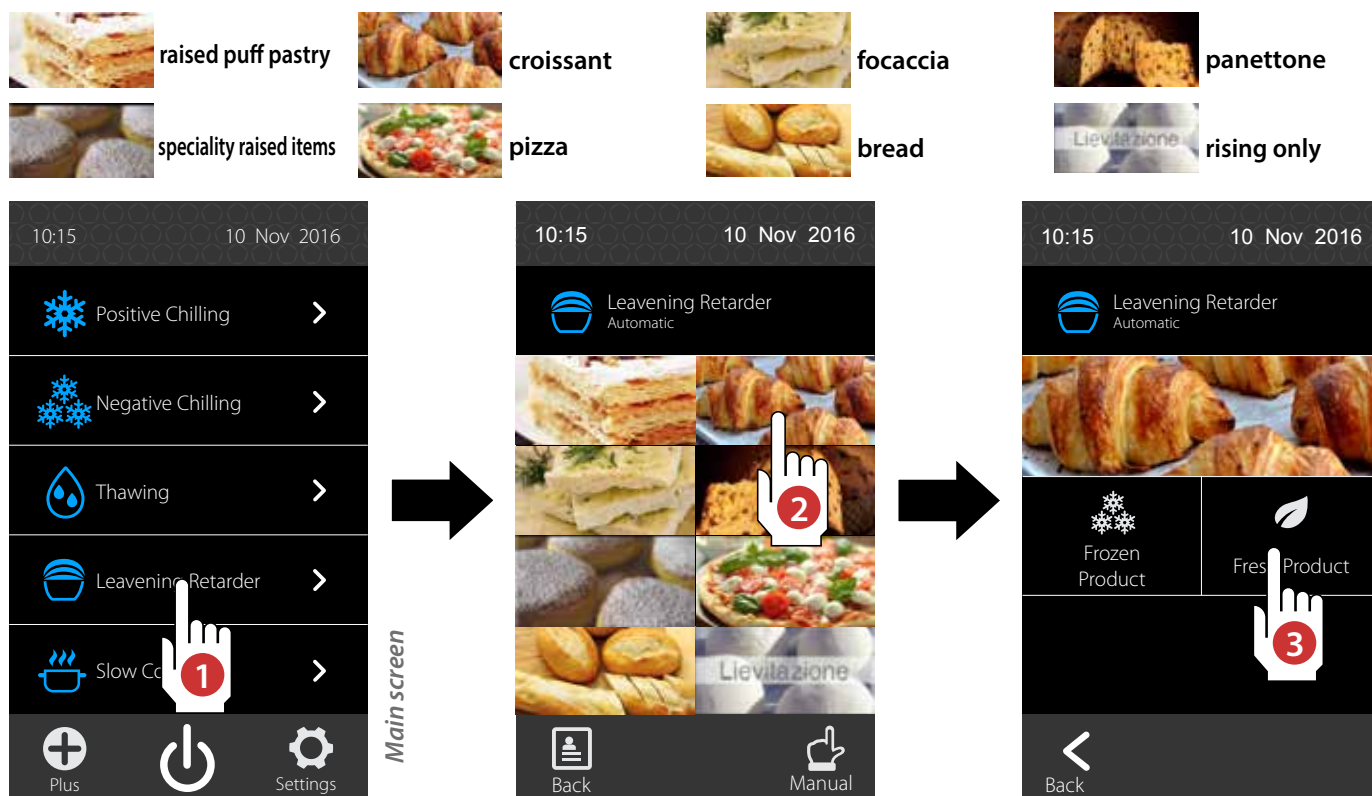 raised puff pastry
croissant
focaccia
panettone
speciality raised items
pizza
bread
Lievitazione
rising only
10:15 10 Nov 2016
Positive Chilling
Negative Chilling
Thawing
Leavening Retarder
Slow
1
Plus
Settings
Main screen
10:15 10 Nov 2016
Leavening Retarder
Automatic
2
Lievitazione
Back
Manual
10:15 10 Nov 2016
Leavening Retarder
Automatic
Frozen
Product
Fresh Product
3
Back